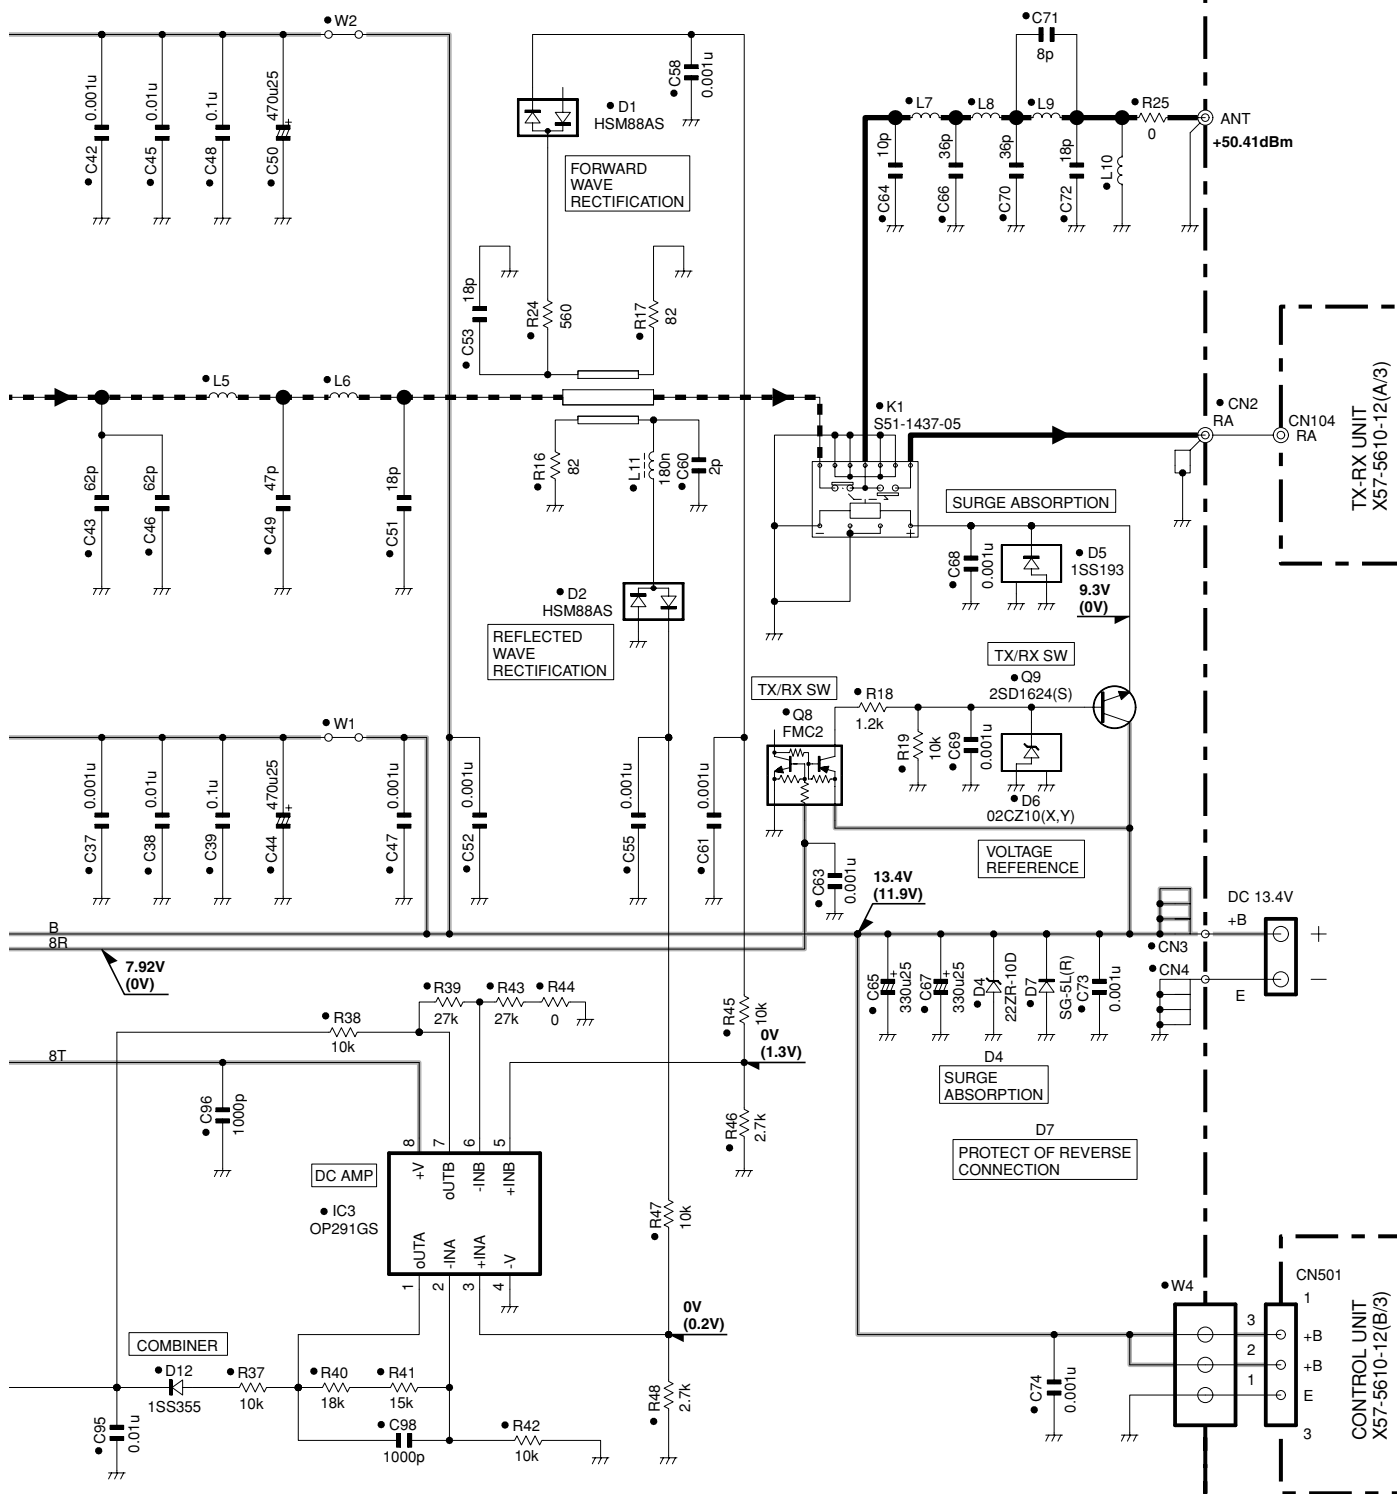 W2
C42
0.001u
C45
0.01u
C48
0.1u
C50
470u25
+
D1
HSM88AS
C58
0.001u
FORWARD
WAVE
RECTIFICATION
C71
8p
L7
L8
L9
R25
0
ANT
+50.41dBm
C64
10p
C66
36p
C70
36p
C72
18p
L10
C53
18p
R24
560
R17
82
L5
L6
C43
62p
C46
62p
C49
47p
C51
18p
R16
82
L11
180n
C60
2p
K1
S51-1437-05
-
+
CN2
RA
CN104
RA
TX-RX UNIT
X57-5610-12(A/3)
SURGE ABSORPTION
C68
0.001u
D5
1SS193
9.3V
(0V)
D2
HSM88AS
REFLECTED
WAVE
RECTIFICATION
TX/RX SW
Q9
2SD1624(S)
TX/RX SW
Q8
FMC2
R18
1.2k
R19
10k
C69
0.001u
D6
02CZ10(X,Y)
VOLTAGE
REFERENCE
W1
C37
0.001u
C38
0.01u
C39
0.1u
C44
470u25
+
C47
0.001u
C52
0.001u
C55
0.001u
C61
0.001u
C63
0.001u
13.4V
(11.9V)
B
8R
7.92V
(0V)
DC 13.4V
+B
+
CN3
CN4
E
-
C65
330u25
+
C67
330u25
+
D4
22ZR-10D
D7
SG-5L(R)
C73
0.001u
D4
SURGE
ABSORPTION
D7
PROTECT OF REVERSE
CONNECTION
R39
27k
R43
27k
R44
0
R38
10k
R45
10k
0V
(1.3V)
8T
C96
1000p
R46
2.7k
DC AMP
IC3
OP291GS
8
7
6
5
+V
oUTB
-INB
+INB
oUTA
-INA
+INA
-V
1
2
3
4
R47
10k
0V
(0.2V)
R48
2.7k
COMBINER
D12
1SS355
R37
10k
R40
18k
R41
15k
C95
0.01u
C98
1000p
R42
10k
W4
CN501
1
3
+B
2
+B
1
E
3
C74
0.001u
CONTROL UNIT
X57-5610-12(B/3)